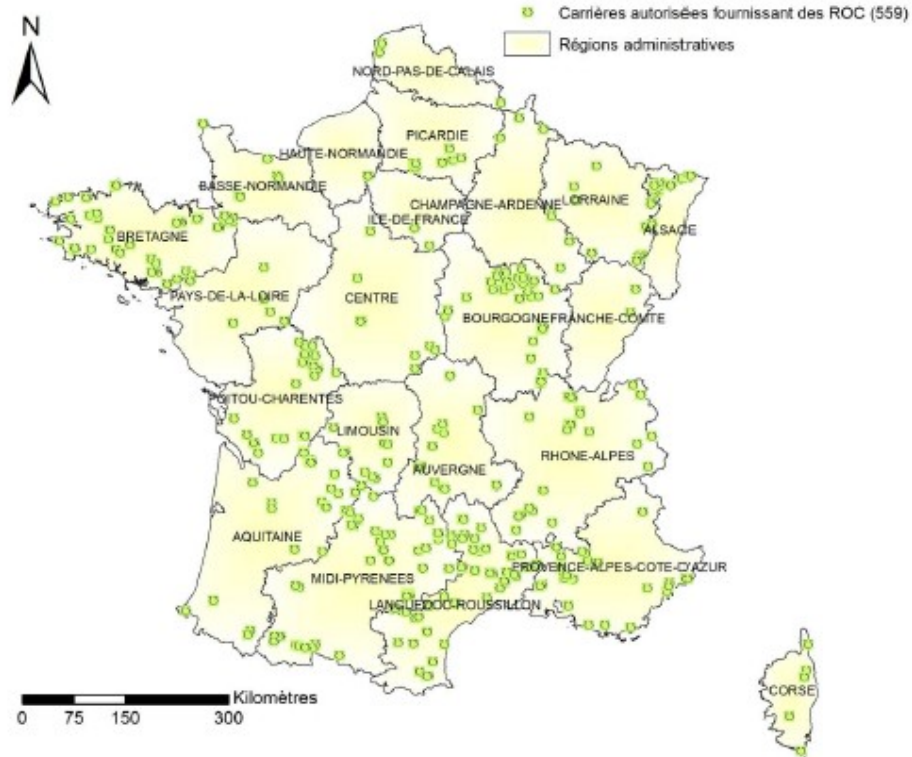 Carrières autorisées fournissant des ROC (559)
Régions administratives
N
NORD-PAS-DE-CALAIS
PICARDIE
HAUTE-NORMANDIE
BASSE-NORMANDIE
CHAMPAGNE-ARDENNE
LORRAINE
ILE-DE-FRANCE
ALSACE
BRETAGNE
PAYS-DE-LA-LOIRE
CENTRE
BOURGOGNE
FRANCHE-COMTE
POITOU-CHARENTES
LIMOUSIN
AUVERGNE
RHONE-ALPES
AQUITAINE
MIDI-PYRENEES
PROVENCE-ALPES-COTE-D'AZUR
LANGUEDOC-ROUSSILLON
CORSE
Kilomètres
0 75 150 300